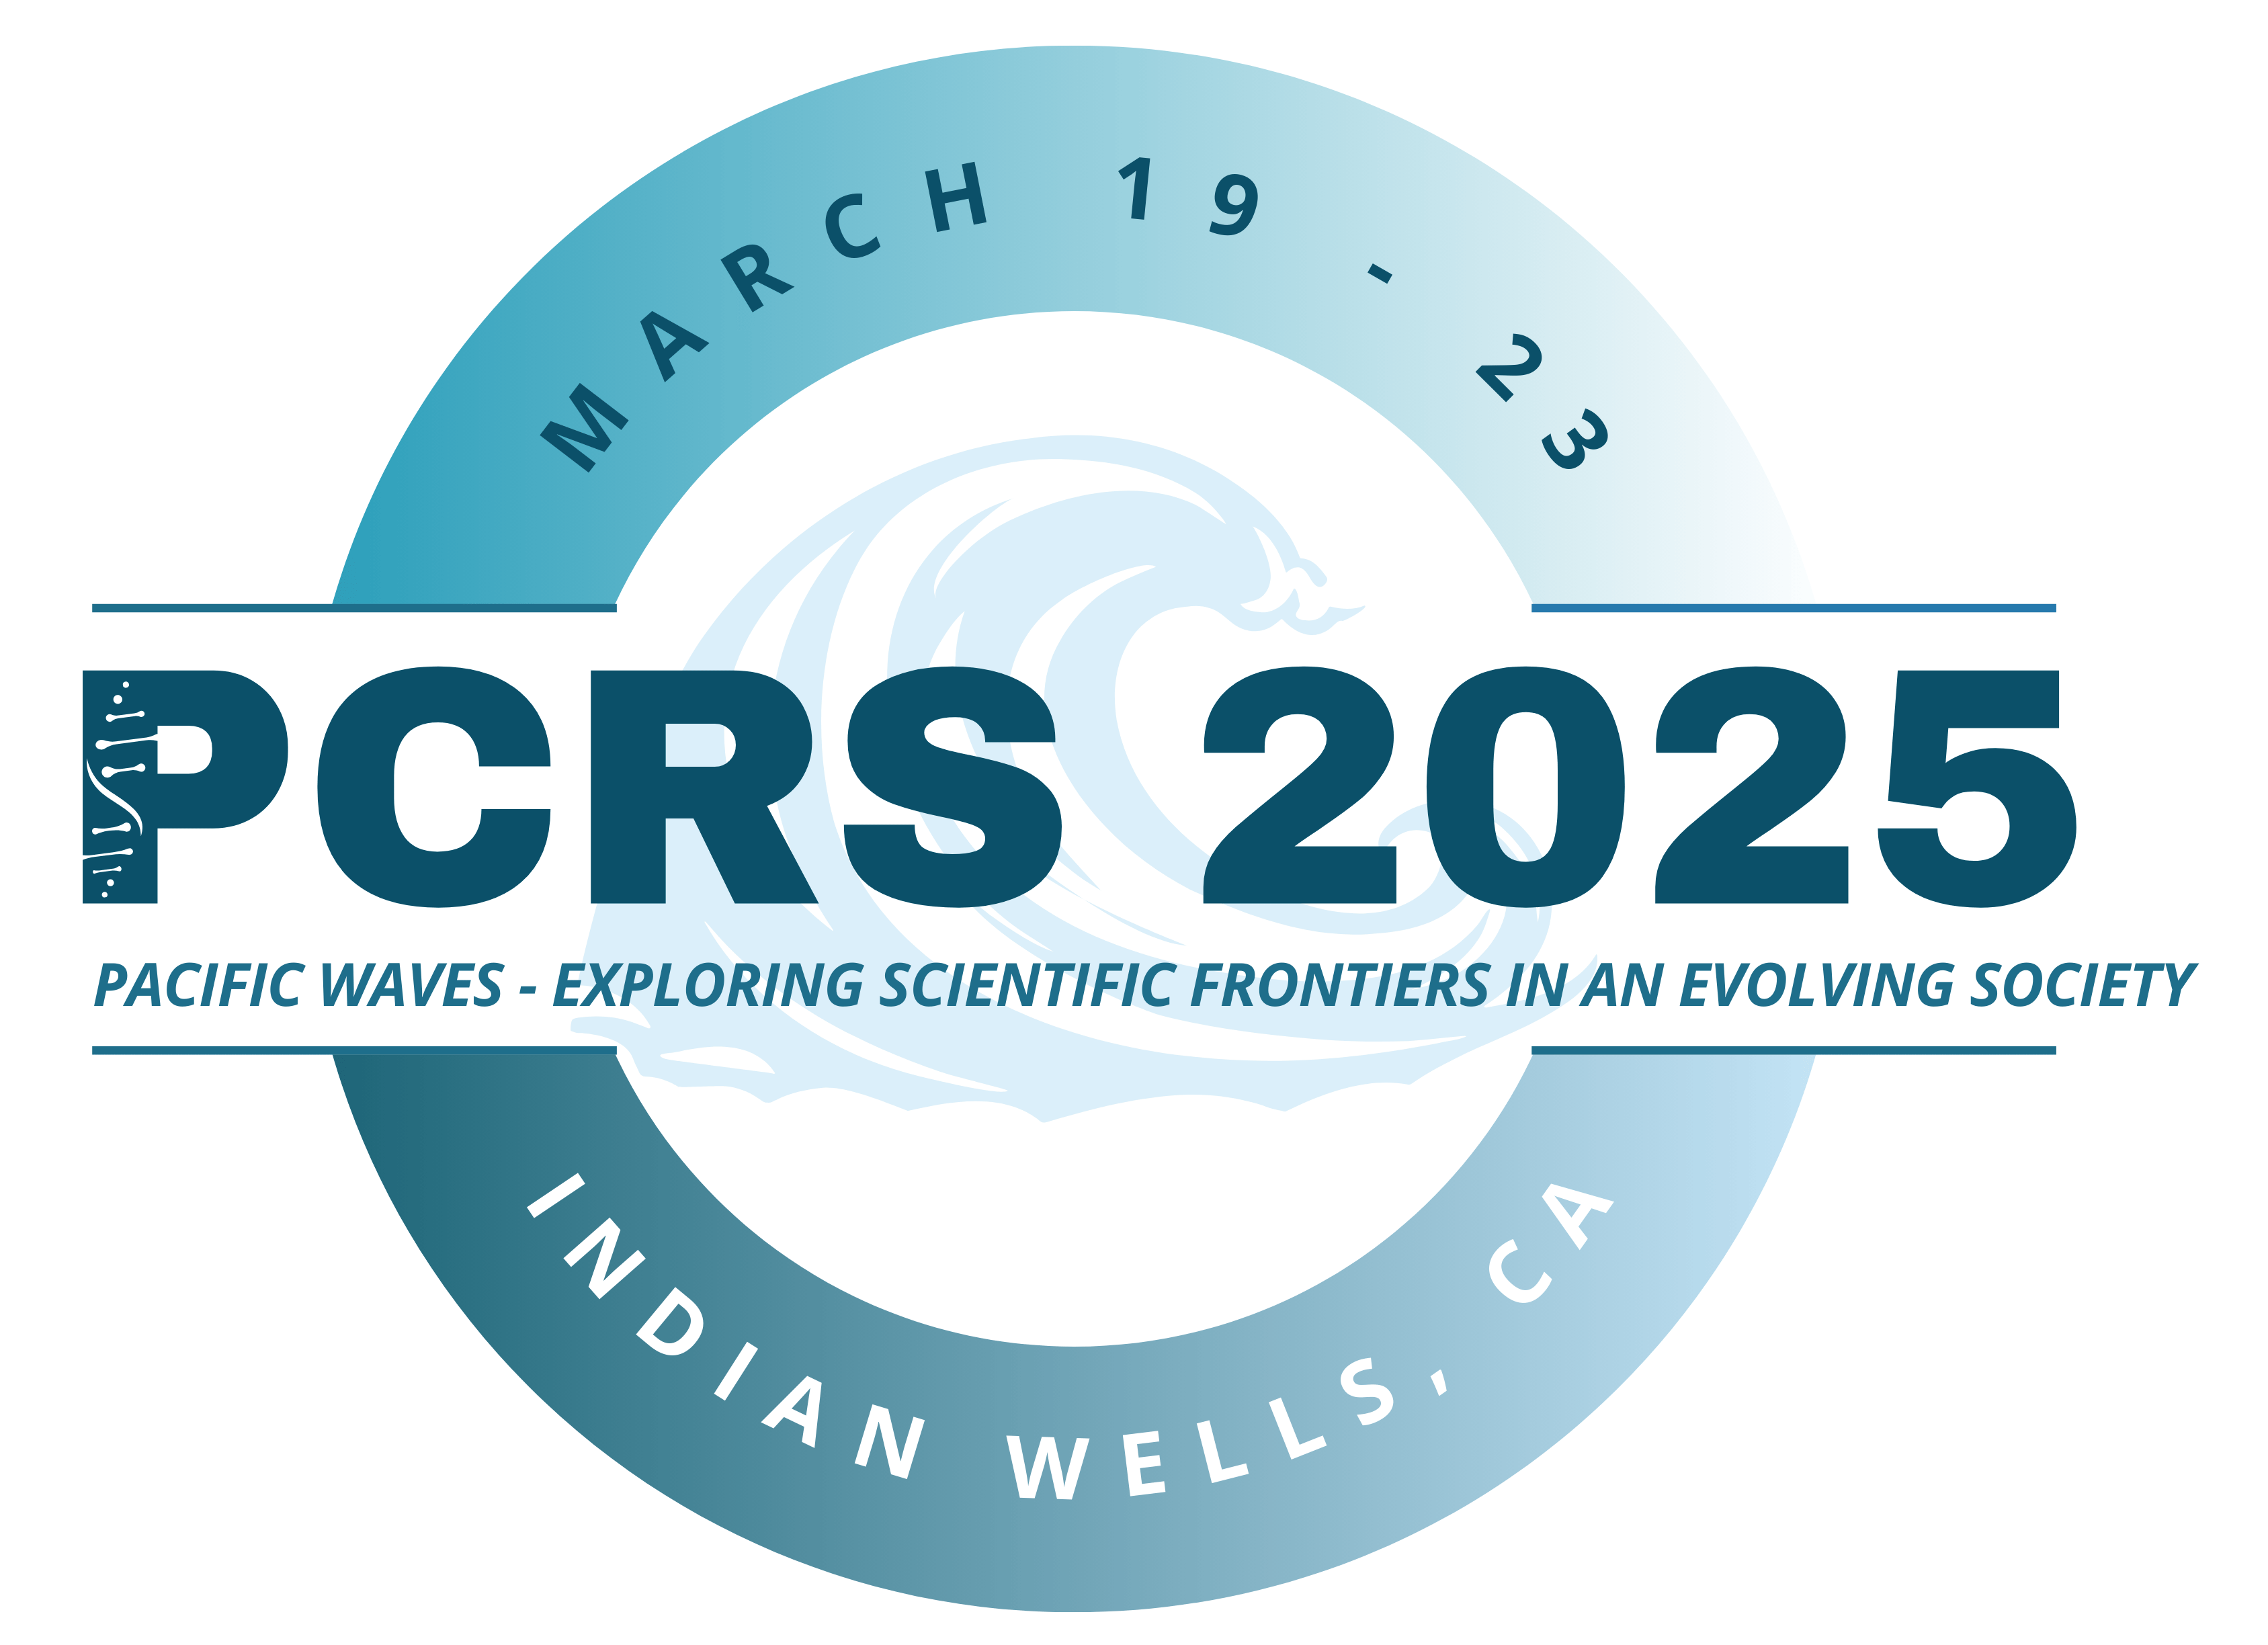 MARCH 19 - 23
PCRS 2025
PACIFIC WAVES - EXPLORING SCIENTIFIC FRONTIERS IN AN EVOLVING SOCIETY
INDIAN WELLS, CA